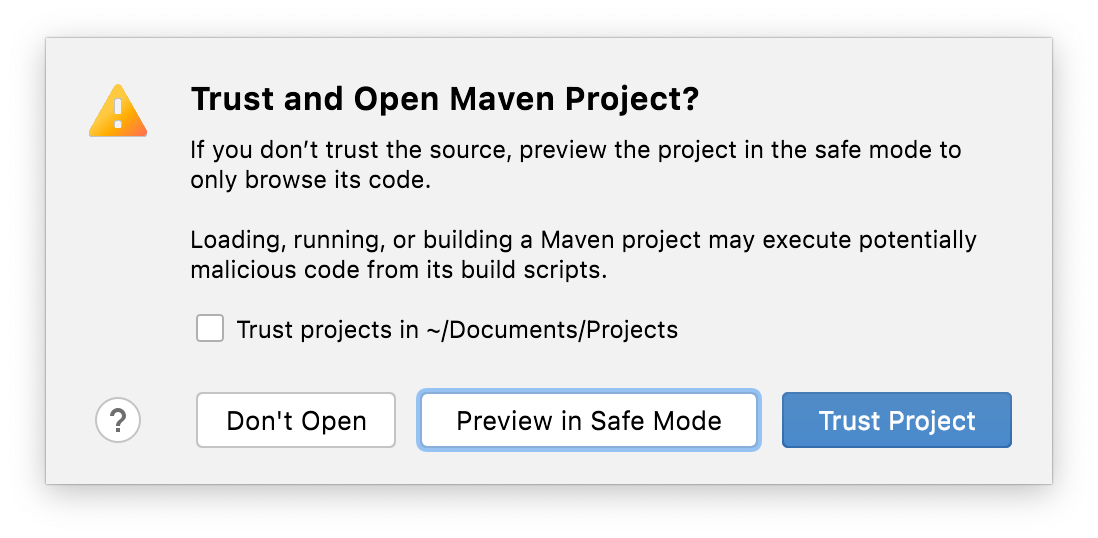 Trust and Open Maven Project?
If you don’t trust the source, preview the project in the safe mode to
only browse its code.
Loading, running, or building a Maven project may execute potentially
malicious code from its build scripts.
Trust projects in ~/Documents/Projects
?
Don't Open
Preview in Safe Mode
Trust Project